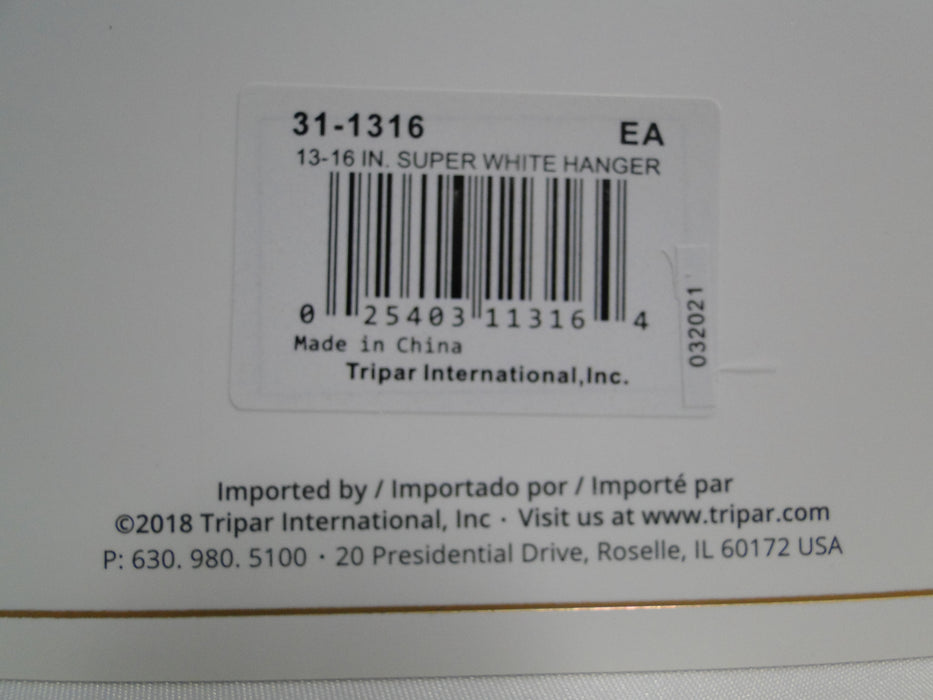 31-1316 EA
13-16 IN. SUPER WHITE HANGER
0 25403 11316 4
Made in China
Tripar International,Inc.
032021
Imported by / Importado por / Importé par
©2018 Tripar International, Inc · Visit us at www.tripar.com
P: 630. 980. 5100 · 20 Presidential Drive, Roselle, IL 60172 USA